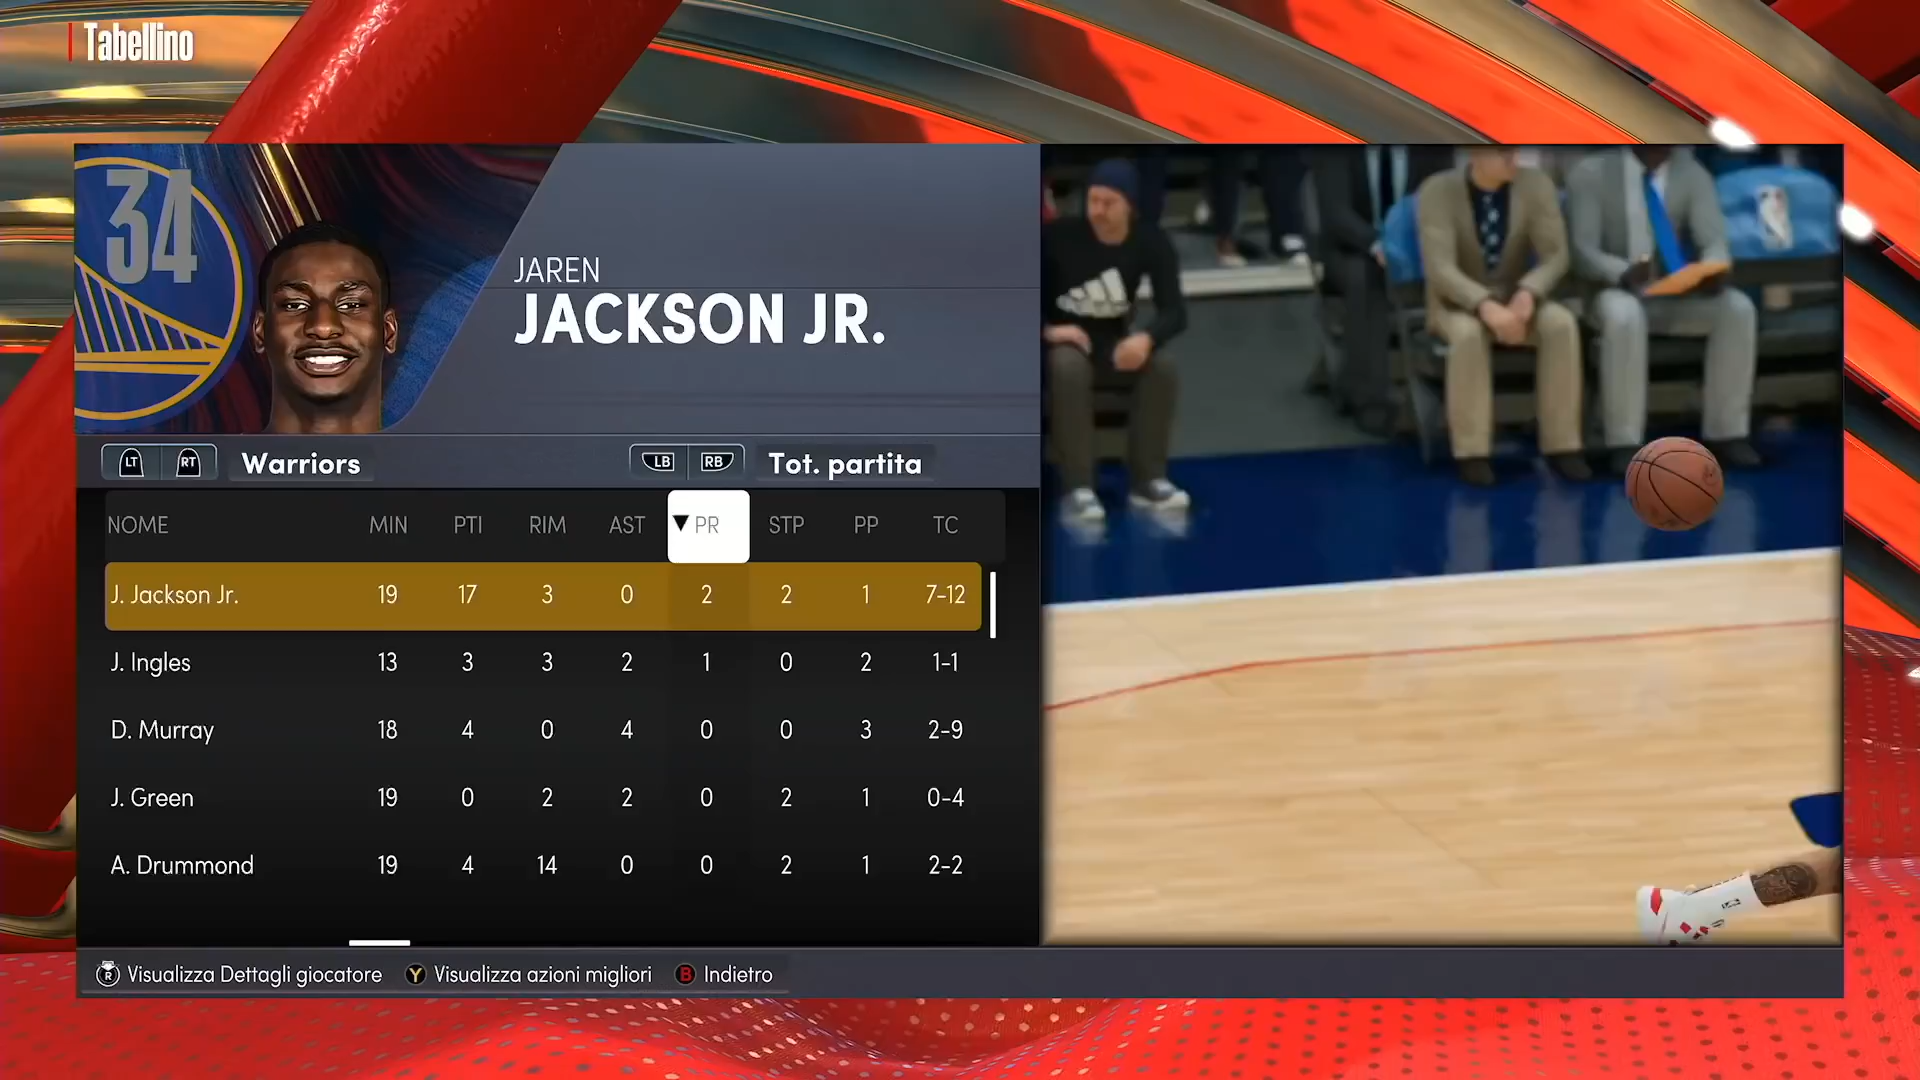 Tabellino
34
JAREN
JACKSON JR.
LT RT Warriors LB RB Tot. partita
NOME MIN PTI RIM AST PR STP PP TC
J. Jackson Jr. 19 17 3 0 2 2 1 7-12
J. Ingles 13 3 3 2 1 0 2 1-1
D. Murray 18 4 0 4 0 0 3 2-9
J. Green 19 0 2 2 0 2 1 0-4
A. Drummond 19 4 14 0 0 2 1 2-2
R Visualizza Dettagli giocatore Y Visualizza azioni migliori B Indietro